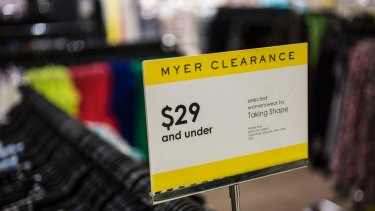 MYER CLEARANCE
$29
and under
selected
womenswear by
Taking Shape